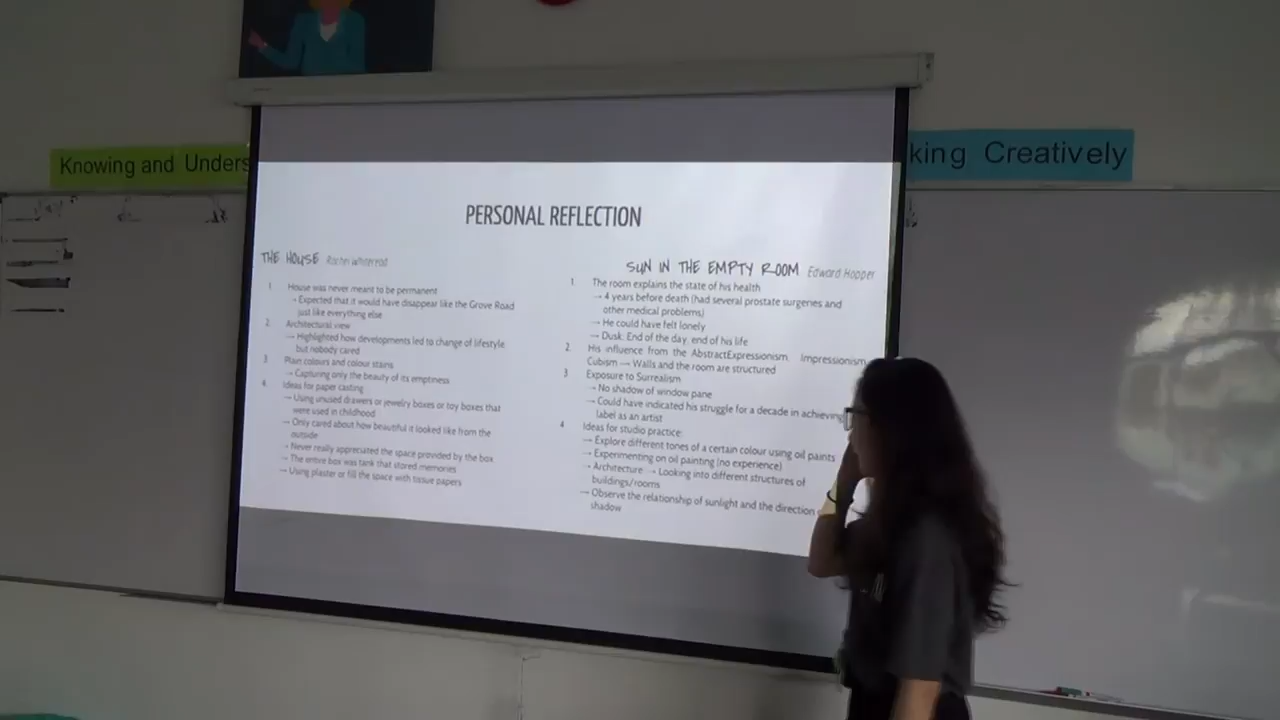 Knowing and Unders
king Creatively
PERSONAL REFLECTION
THE HOUSE Rachel Whiteread
1. House was never meant to be permanent
→ Expected that it would have disappear like the Grove Road
just like everything else
2. Architectural view
→ Highlighted how developments led to change of lifestyle
but nobody cared
3. Plain colours and colour stains
→ Capturing only the beauty of its emptiness
4. Ideas for paper casting
→ Using unused drawers or jewelry boxes or toy boxes that
were used in childhood
→ Only cared about how beautiful it looked like from the
outside
→ Never really appreciated the space provided by the box
→ The entire box was tank that stored memories
→ Using plaster or fill the space with tissue papers
SUN IN THE EMPTY ROOM Edward Hopper
1. The room explains the state of his health
→ 4 years before death (had several prostate surgeries and
other medical problems)
→ He could have felt lonely
→ Dusk: End of the day, end of his life
2. His influence from the AbstractExpressionism, Impressionism,
Cubism → Walls and the room are structured
3. Exposure to Surrealism
→ No shadow of window pane
→ Could have indicated his struggle for a decade in achieving
label as an artist
4. Ideas for studio practice:
→ Explore different tones of a certain colour using oil paints
→ Experimenting on oil painting (no experience)
→ Architecture → Looking into different structures of
buildings/rooms
→ Observe the relationship of sunlight and the direction
shadow